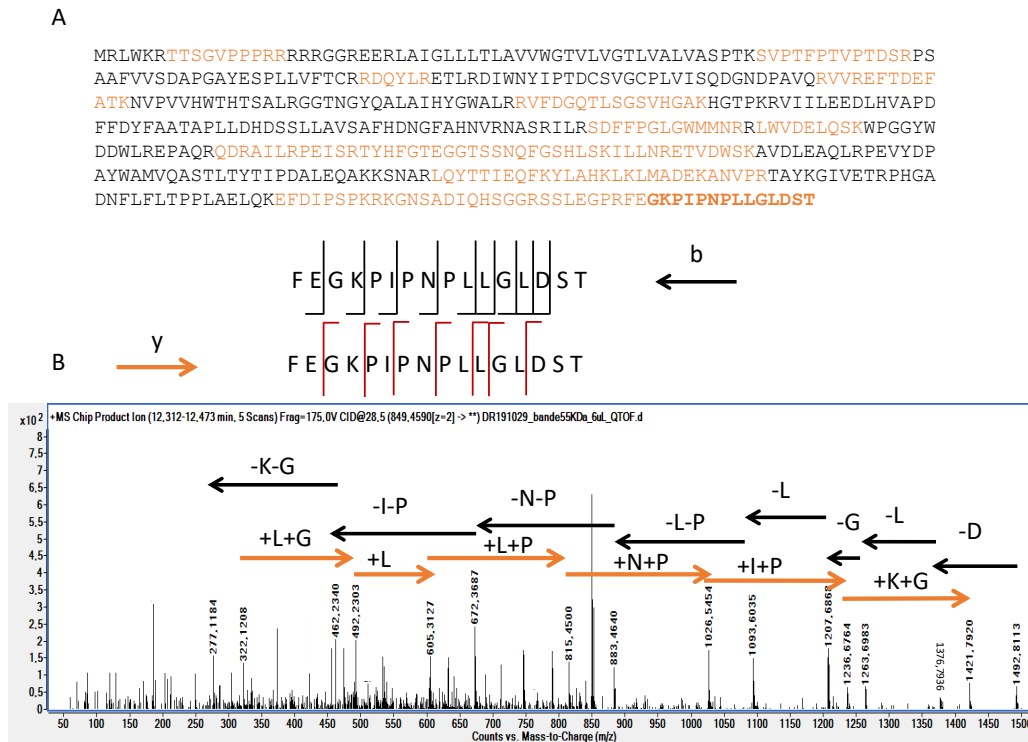 A
MRLWKRTTSGVPPPRRRRRGGREERLAIGLLLTLAVVWGTVLVGTLVALVASPTKSVPTFPTVPTDSRPS
AAFVVSDAPGAYESPLLVFTCRRDQYLRETLRDIWNYIPTDCSVGCPLVISQDGNDPAVQRVVREFTDEF
ATKNVPVVHWTHTSALRGGTNGYQALAIHYGWALRRVFDGQTLSGSVHGAKHGTPKRVIILEEDLHVAPD
FFDYFAATAPLLDHDSSLLAVSAFHDNGFAHNVRNASRILRSDFFPGLGWMMNRRLWVDELQSKWPGGYW
DDWLREPAQRQDRAILRPEISRTYHFGTEGGTSSNQFGSHLSKILLNRETVDWSKAVDLEAQLRPEVYDP
AYWAMVQASTLTYTIPDALEQAKKSNARLQYTTIEQFKYLAHKLKLMADEKANVPRTAYKGIVETRPHGA
DNFLFLTPPLAELQKEFDIPSPKRKGNSADIQHSGGRSSLEGPRFEGKPIPNPLLGLDST
FEGKPIPNPLLGLDST
b
y
B
FEGKPIPNPLLGLDST
x10 2
+MS Chip Product Ion (12,312-12,473 min, 5 Scans) Frag=175,0V CID@28,5 (849,4590[z=2] -> **) DR191029_bande55KDa_6uL_QTOF.d
8
7,5
7
6,5
6
5,5
5
4,5
4
3,5
3
2,5
2
1,5
1
0,5
0
-K-G
-I-P
-N-P
-L-P
-L
-G
-L
-D
+L+G
+L
+L+P
+N+P
+I+P
+K+G
277,1184
322,1208
462,2340
492,2303
605,3127
672,3687
815,4500
883,4640
1026,5454
1093,6035
1207,6868
1236,6764
1263,6983
1376,7936
1421,7920
1492,8113
50 100 150 200 250 300 350 400 450 500 550 600 650 700 750 800 850 900 950 1000 1050 1100 1150 1200 1250 1300 1350 1400 1450 1500
Counts vs. Mass-to-Charge (m/z)